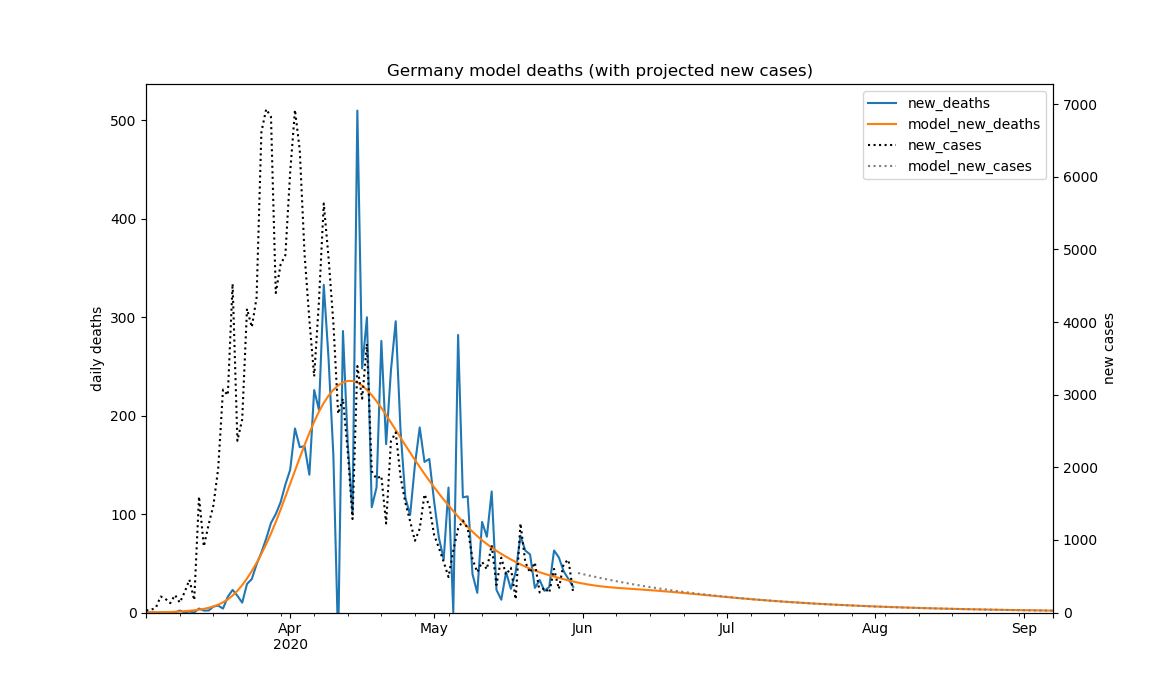 Germany model deaths (with projected new cases)
new_deaths
model_new_deaths
new_cases
model_new_cases
daily deaths
500
400
300
200
100
0
7000
6000
5000
4000
3000
2000
1000
0
new cases
Apr May Jun Jul Aug Sep
2020